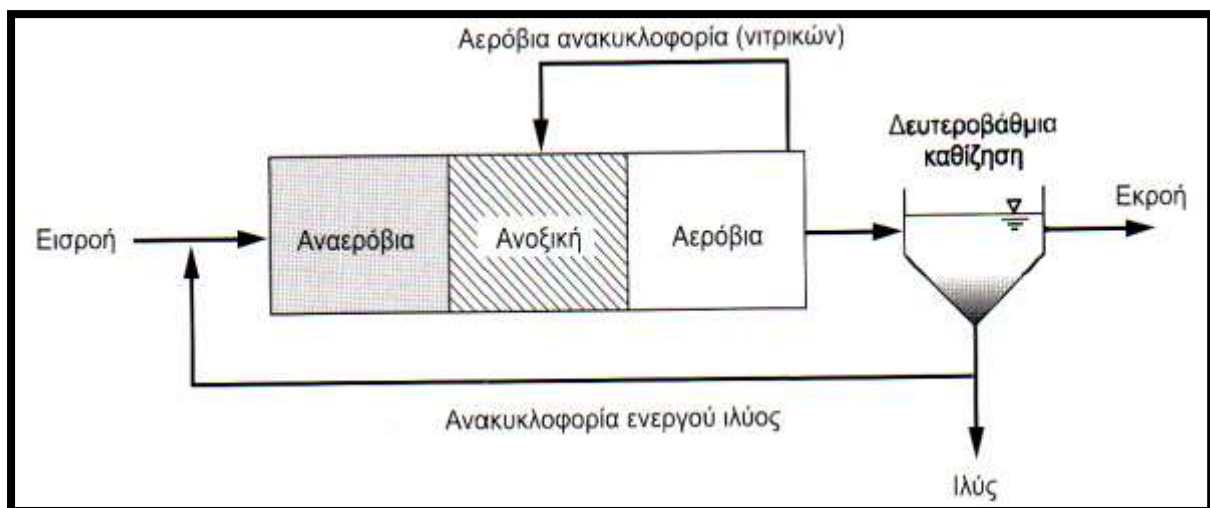 Αερόβια ανακυκλοφορία (νιτρικών)
Δευτεροβάθμια
καθίζηση
Εισροή
Αναερόβια
Ανοξική
Αερόβια
Εκροή
Ανακυκλοφορία ενεργού ιλύος
Ιλύς